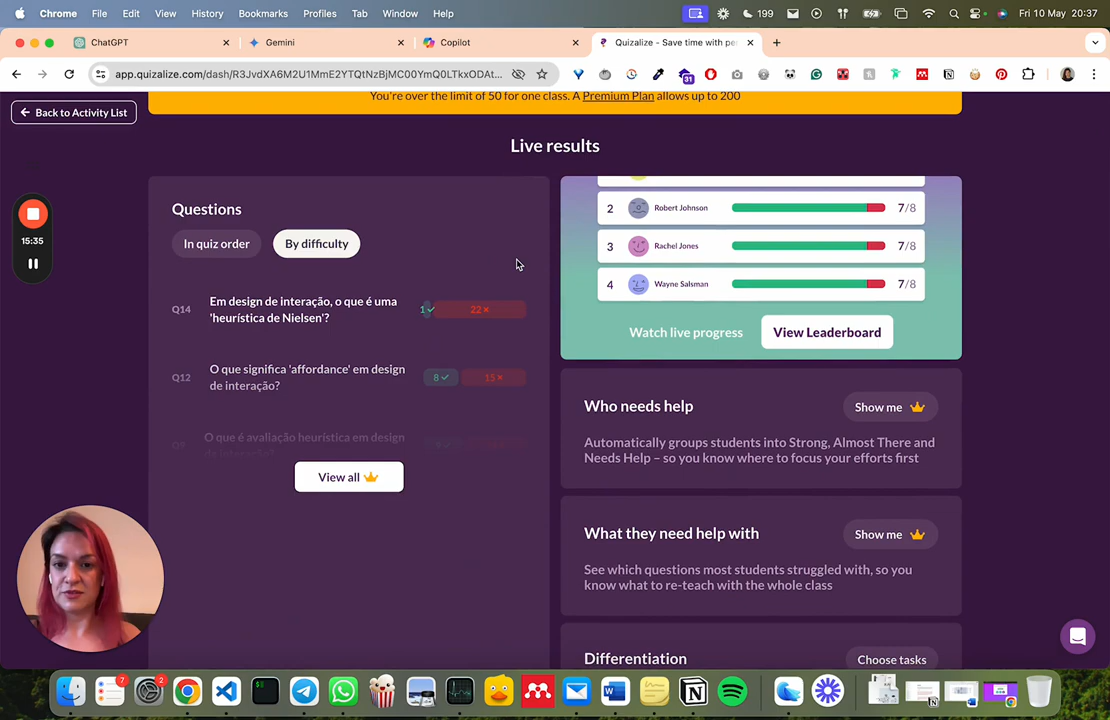 Chrome File Edit View History Bookmarks Profiles Tab Window Help
199
Fri 10 May 20:37
ChatGPT
Gemini
Copilot
Quizalize - Save time with pe
app.quizalize.com/dash/R3JvdXA6M2U1MmE2YTQtNzBjMC00YmQ0LTkxODAt...
31
You're over the limit of 50 for one class. A Premium Plan allows up to 200
Back to Activity List
Live results
15:35
Questions
In quiz order
By difficulty
Q14
Em design de interação, o que é uma
'heurística de Nielsen'?
1
22
Q12
O que significa 'affordance' em design
de interação?
8
15
O que é avaliação heurística em design
de interação?
View all
2 Robert Johnson 7/8
3 Rachel Jones 7/8
4 Wayne Salsman 7/8
Watch live progress
View Leaderboard
Who needs help
Show me
Automatically groups students into Strong, Almost There and
Needs Help – so you know where to focus your efforts first
What they need help with
Show me
See which questions most students struggled with, so you
know what to re-teach with the whole class
Differentiation
Choose tasks
7
2